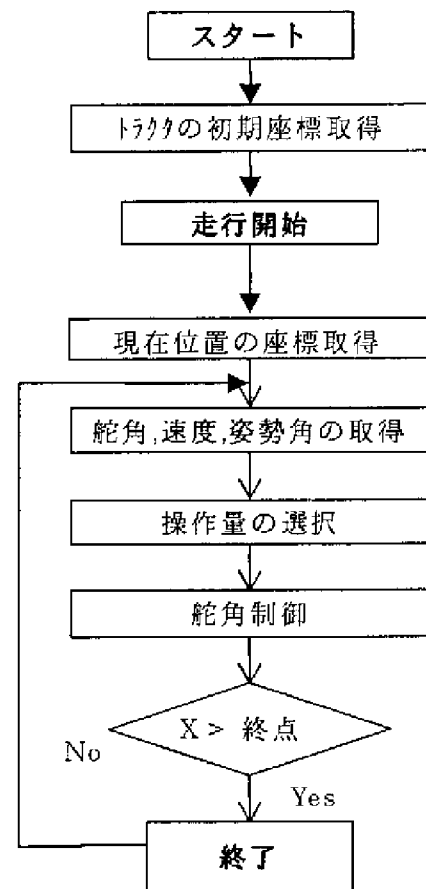 スタート
ﾄﾗｸﾀの初期座標取得
走行開始
現在位置の座標取得
舵角,速度,姿勢角の取得
操作量の選択
舵角制御
X > 終点
No
Yes
終了